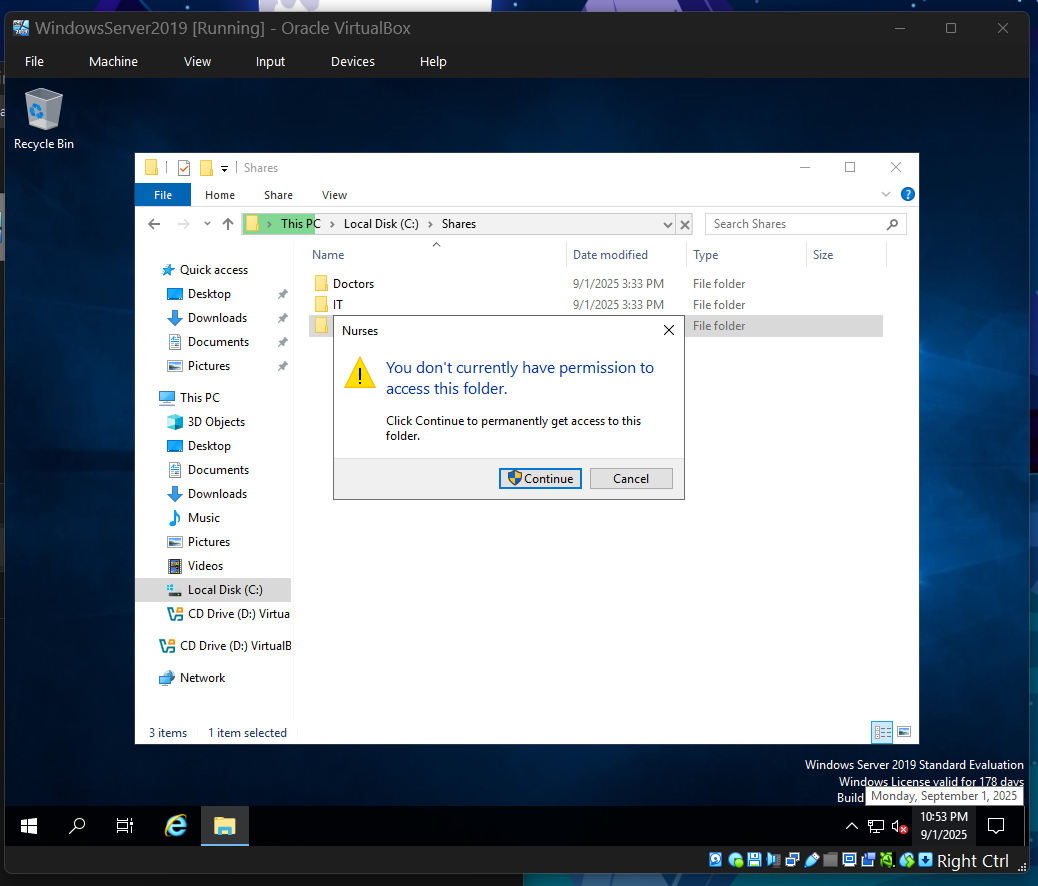 WindowsServer2019 [Running] - Oracle VirtualBox
File Machine View Input Devices Help
Recycle Bin
Shares
File Home Share View
This PC Local Disk (C:) Shares
Search Shares
Name Date modified Type Size
Doctors 9/1/2025 3:33 PM File folder
IT 9/1/2025 3:33 PM File folder
File folder
Quick access
Desktop
Downloads
Documents
Pictures
This PC
3D Objects
Desktop
Documents
Downloads
Music
Pictures
Videos
Local Disk (C:)
CD Drive (D:) Virtua
CD Drive (D:) VirtualB
Network
Nurses
You don't currently have permission to
access this folder.
Click Continue to permanently get access to this
folder.
Continue Cancel
3 items 1 item selected
Windows Server 2019 Standard Evaluation
Windows License valid for 178 days
Build
Monday, September 1, 2025
10:53 PM
9/1/2025
Right Ctrl